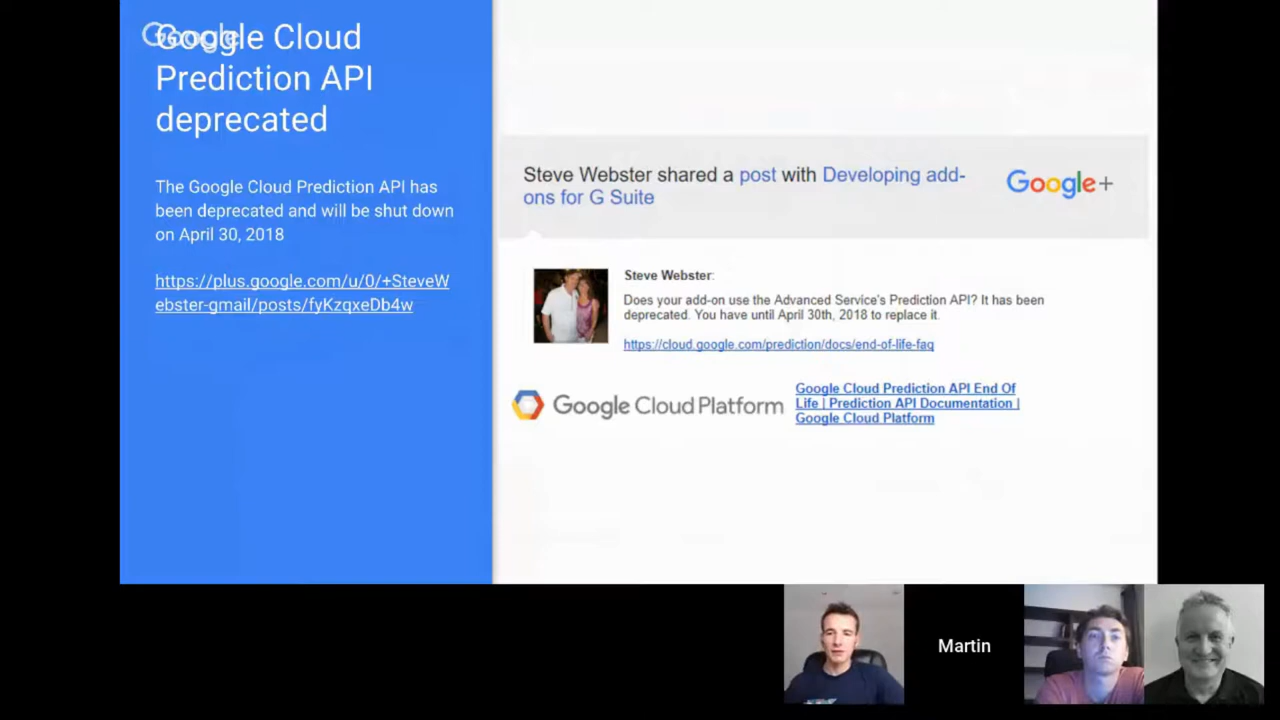 Google
Google Cloud
Prediction API
deprecated
The Google Cloud Prediction API has
been deprecated and will be shut down
on April 30, 2018
https://plus.google.com/u/0/+SteveW
ebster-gmail/posts/fyKzqxeDb4w
Steve Webster shared a post with Developing add-
ons for G Suite
Google+
Steve Webster:
Does your add-on use the Advanced Service's Prediction API? It has been
deprecated. You have until April 30th, 2018 to replace it.
https://cloud.google.com/prediction/docs/end-of-life-faq
Google Cloud Platform
Google Cloud Prediction API End Of
Life | Prediction API Documentation |
Google Cloud Platform
Martin